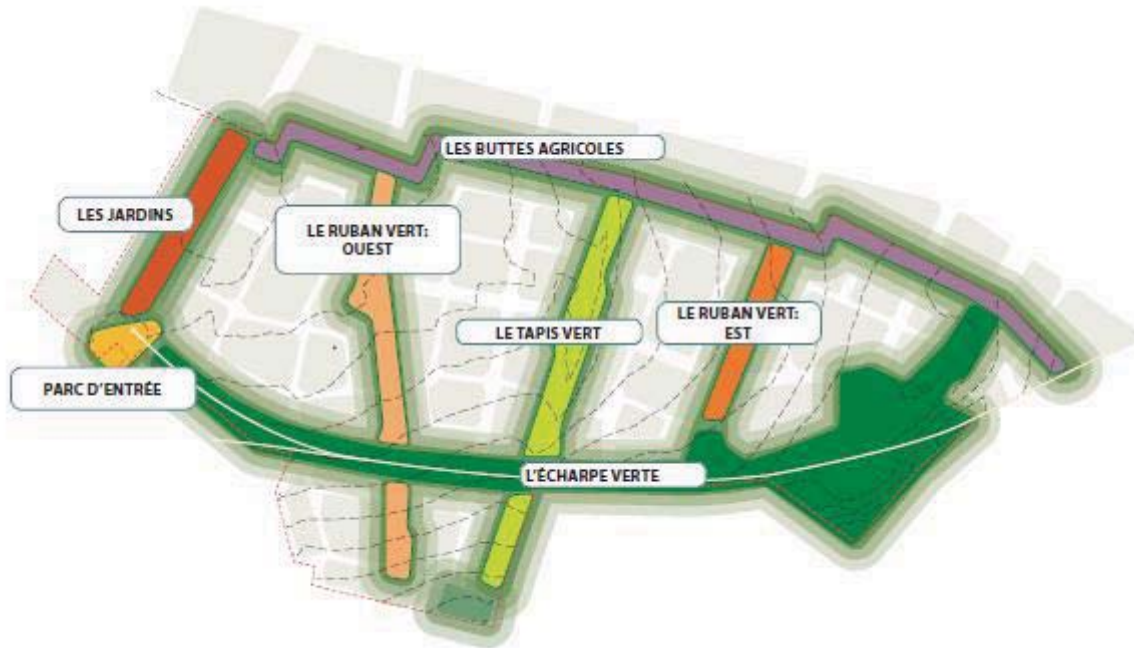 LES BUTTES AGRICOLES
LES JARDINS
LE RUBAN VERT:
OUEST
LE TAPIS VERT
LE RUBAN VERT:
EST
PARC D'ENTRÉE
L'ÉCHARPE VERTE